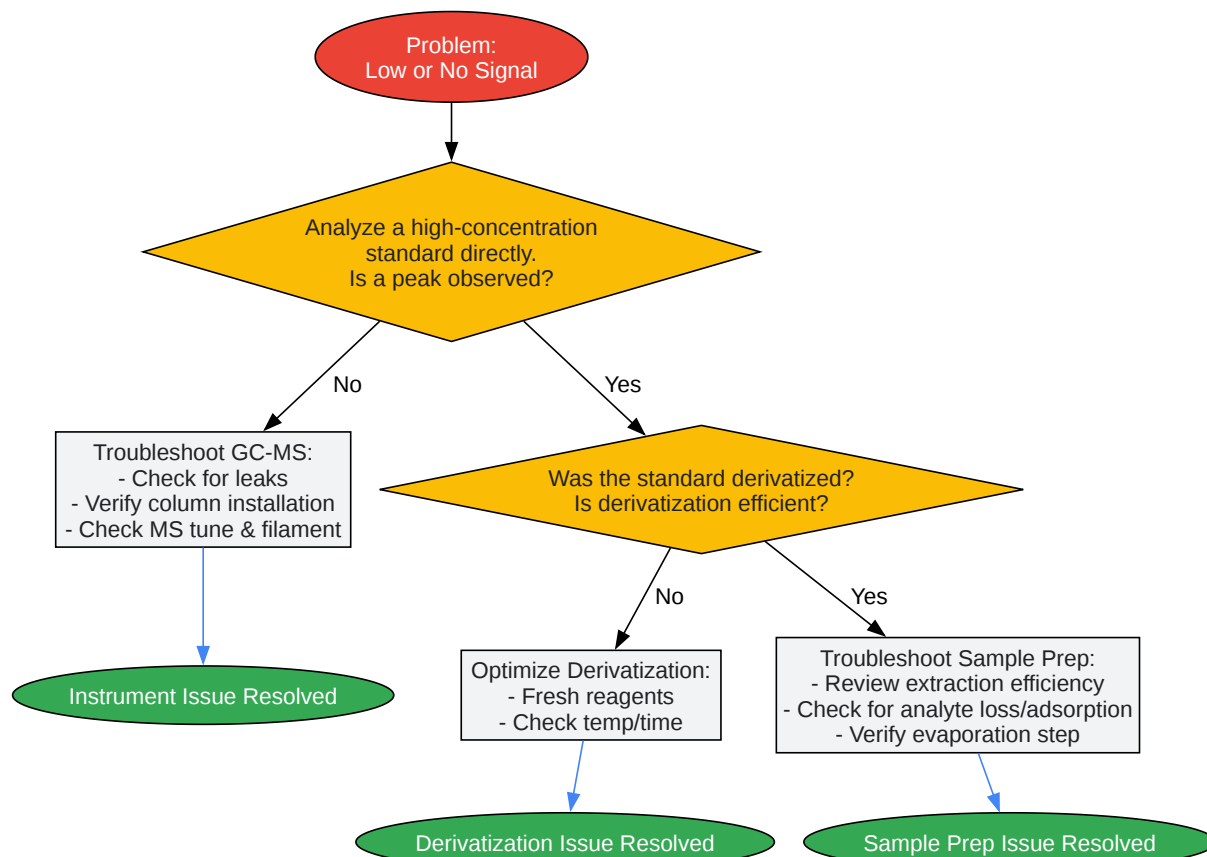 Problem:
Low or No Signal
Analyze a high-concentration
standard directly.
Is a peak observed?
No
Yes
Troubleshoot GC-MS:
- Check for leaks
- Verify column installation
- Check MS tune & filament
Was the standard derivatized?
Is derivatization efficient?
No
Yes
Instrument Issue Resolved
Optimize Derivatization:
- Fresh reagents
- Check temp/time
Troubleshoot Sample Prep:
- Review extraction efficiency
- Check for analyte loss/adsorption
- Verify evaporation step
Derivatization Issue Resolved
Sample Prep Issue Resolved